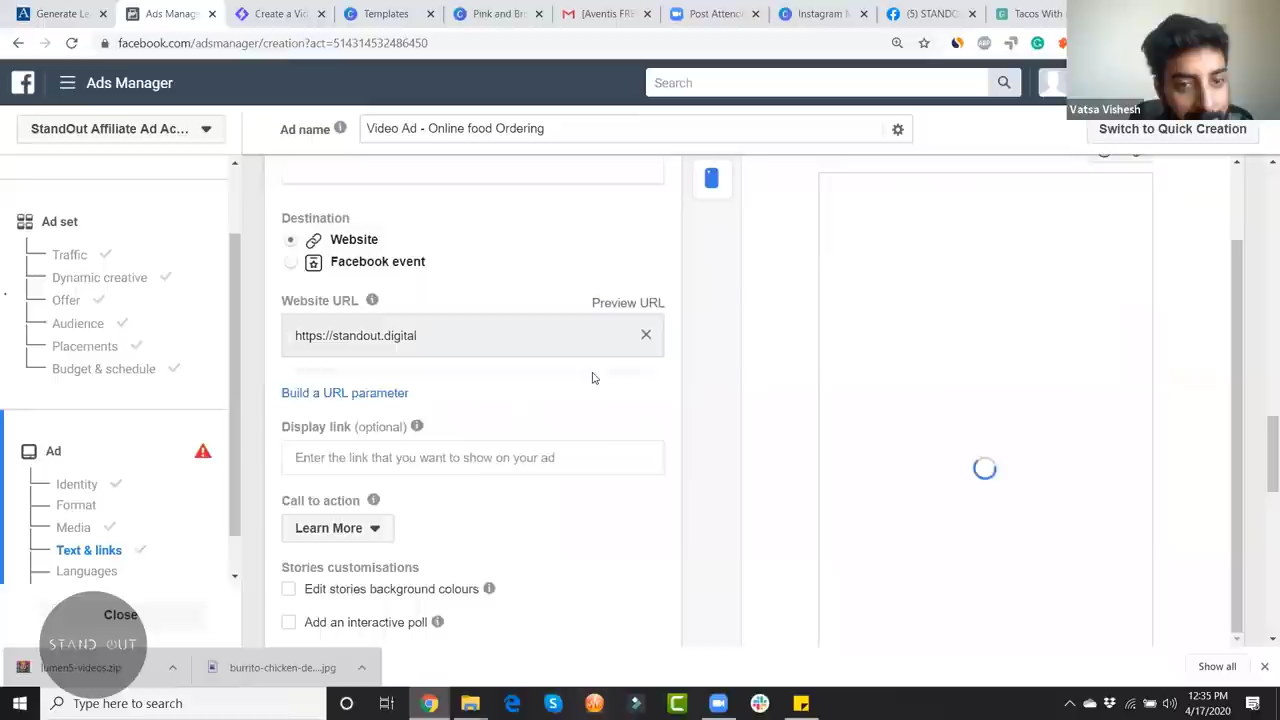 Generate Le
Ads Manager
Create a Vi
Templates
Pink and Br
[Aventis FRE
Post Attend
Instagram
(5) STANDO
Tacos With
facebook.com/adsmanager/creation?act=514314532486450
ABP
Ads Manager
Search
Vatsa Vishesh
StandOut Affiliate Ad Ac...
Ad name
Video Ad - Online food Ordering
Switch to Quick Creation
Ad set
Traffic
Dynamic creative
Offer
Audience
Placements
Budget & schedule
Ad
Identity
Format
Media
Text & links
Languages
Close
STAND OUT
Destination
Website
Facebook event
Website URL
Preview URL
https://standout.digital
Build a URL parameter
Display link (optional)
Enter the link that you want to show on your ad
Call to action
Learn More
Stories customisations
Edit stories background colours
Add an interactive poll
lumen5-videos.zip
burrito-chicken-de....jpg
Show all
Type here to search
12:35 PM
4/17/2020